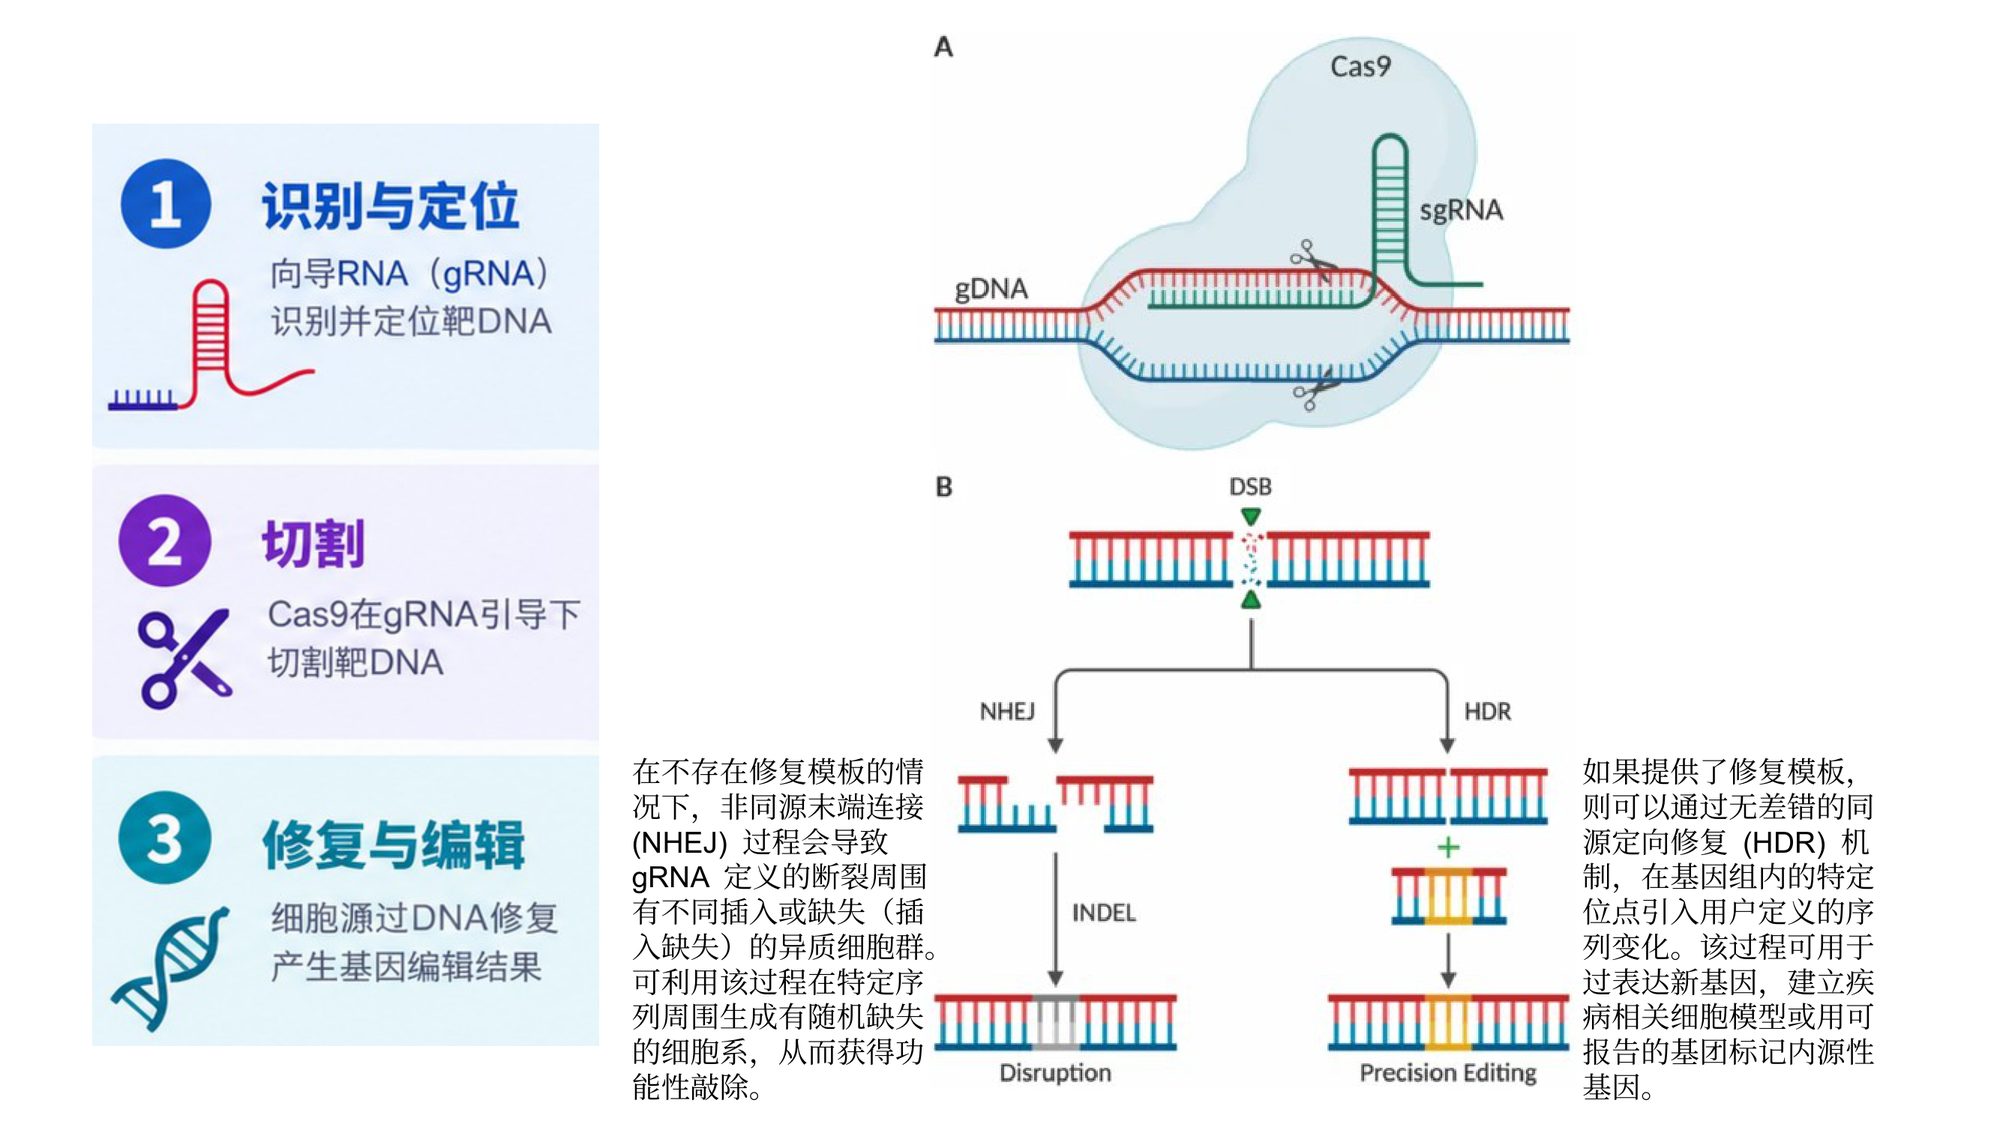 1
识别与定位
向导RNA（gRNA）
识别并定位靶DNA
2
切割
Cas9在gRNA引导下
切割靶DNA
3
修复与编辑
细胞源过DNA修复
产生基因编辑结果
A
Cas9
sgRNA
gDNA
B
DSB
NHEJ
HDR
INDEL
Disruption
Precision Editing
在不存在修复模板的情
况下，非同源末端连接
(NHEJ) 过程会导致
gRNA 定义的断裂周围
有不同插入或缺失（插
入缺失）的异质细胞群。
可利用该过程在特定序
列周围生成有随机缺失
的细胞系，从而获得功
能性敲除。
如果提供了修复模板，
则可以通过无差错的同
源定向修复 (HDR) 机
制，在基因组内的特定
位点引入用户定义的序
列变化。该过程可用于
过表达新基因，建立疾
病相关细胞模型或用可
报告的基团标记内源性
基因。